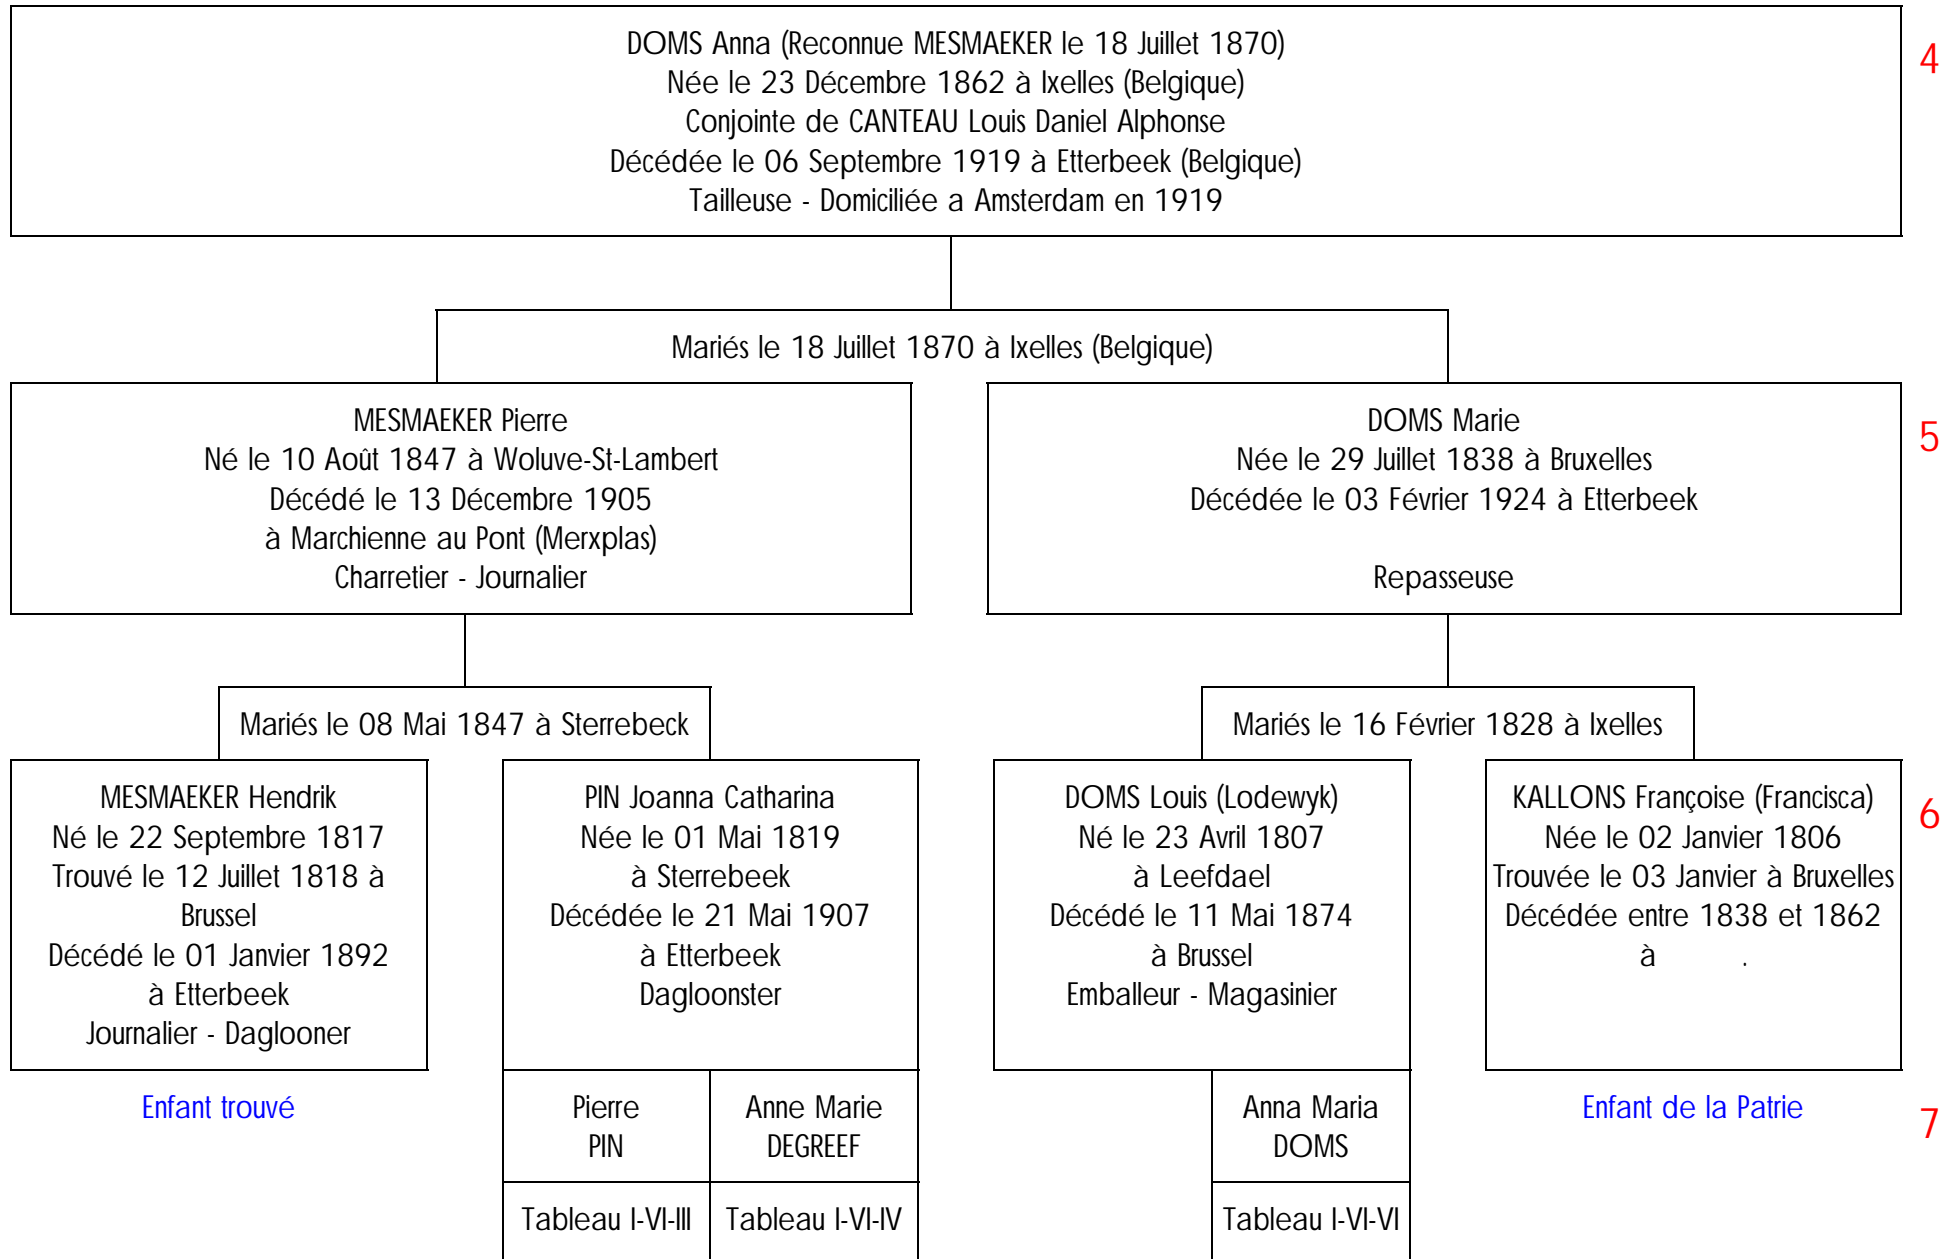 DOMS Anna (Reconnue MESMAEKER le 18 Juillet 1870)
Née le 23 Décembre 1862 à Ixelles (Belgique)
Conjointe de CANTEAU Louis Daniel Alphonse
Décédée le 06 Septembre 1919 à Etterbeek (Belgique)
Tailleuse - Domiciliée a Amsterdam en 1919
4
Mariés le 18 Juillet 1870 à Ixelles (Belgique)
MESMAEKER Pierre
Né le 10 Août 1847 à Woluve-St-Lambert
Décédé le 13 Décembre 1905
à Marchienne au Pont (Merxplas)
Charretier - Journalier
DOMS Marie
Née le 29 Juillet 1838 à Bruxelles
Décédée le 03 Février 1924 à Etterbeek
Repasseuse
5
Mariés le 08 Mai 1847 à Sterrebeck
Mariés le 16 Février 1828 à Ixelles
MESMAEKER Hendrik
Né le 22 Septembre 1817
Trouvé le 12 Juillet 1818 à
Brussel
Décédé le 01 Janvier 1892
à Etterbeek
Journalier - Daglooner
PIN Joanna Catharina
Née le 01 Mai 1819
à Sterrebeek
Décédée le 21 Mai 1907
à Etterbeek
Dagloonster
DOMS Louis (Lodewyk)
Né le 23 Avril 1807
à Leefdael
Décédé le 11 Mai 1874
à Brussel
Emballeur - Magasinier
KALLONS Françoise (Francisca)
Née le 02 Janvier 1806
Trouvée le 03 Janvier à Bruxelles
Décédée entre 1838 et 1862
à .
6
Enfant trouvé
Pierre
PIN
Anne Marie
DEGREEF
Anna Maria
DOMS
Enfant de la Patrie
7
Tableau I-VI-III
Tableau I-VI-IV
Tableau I-VI-VI